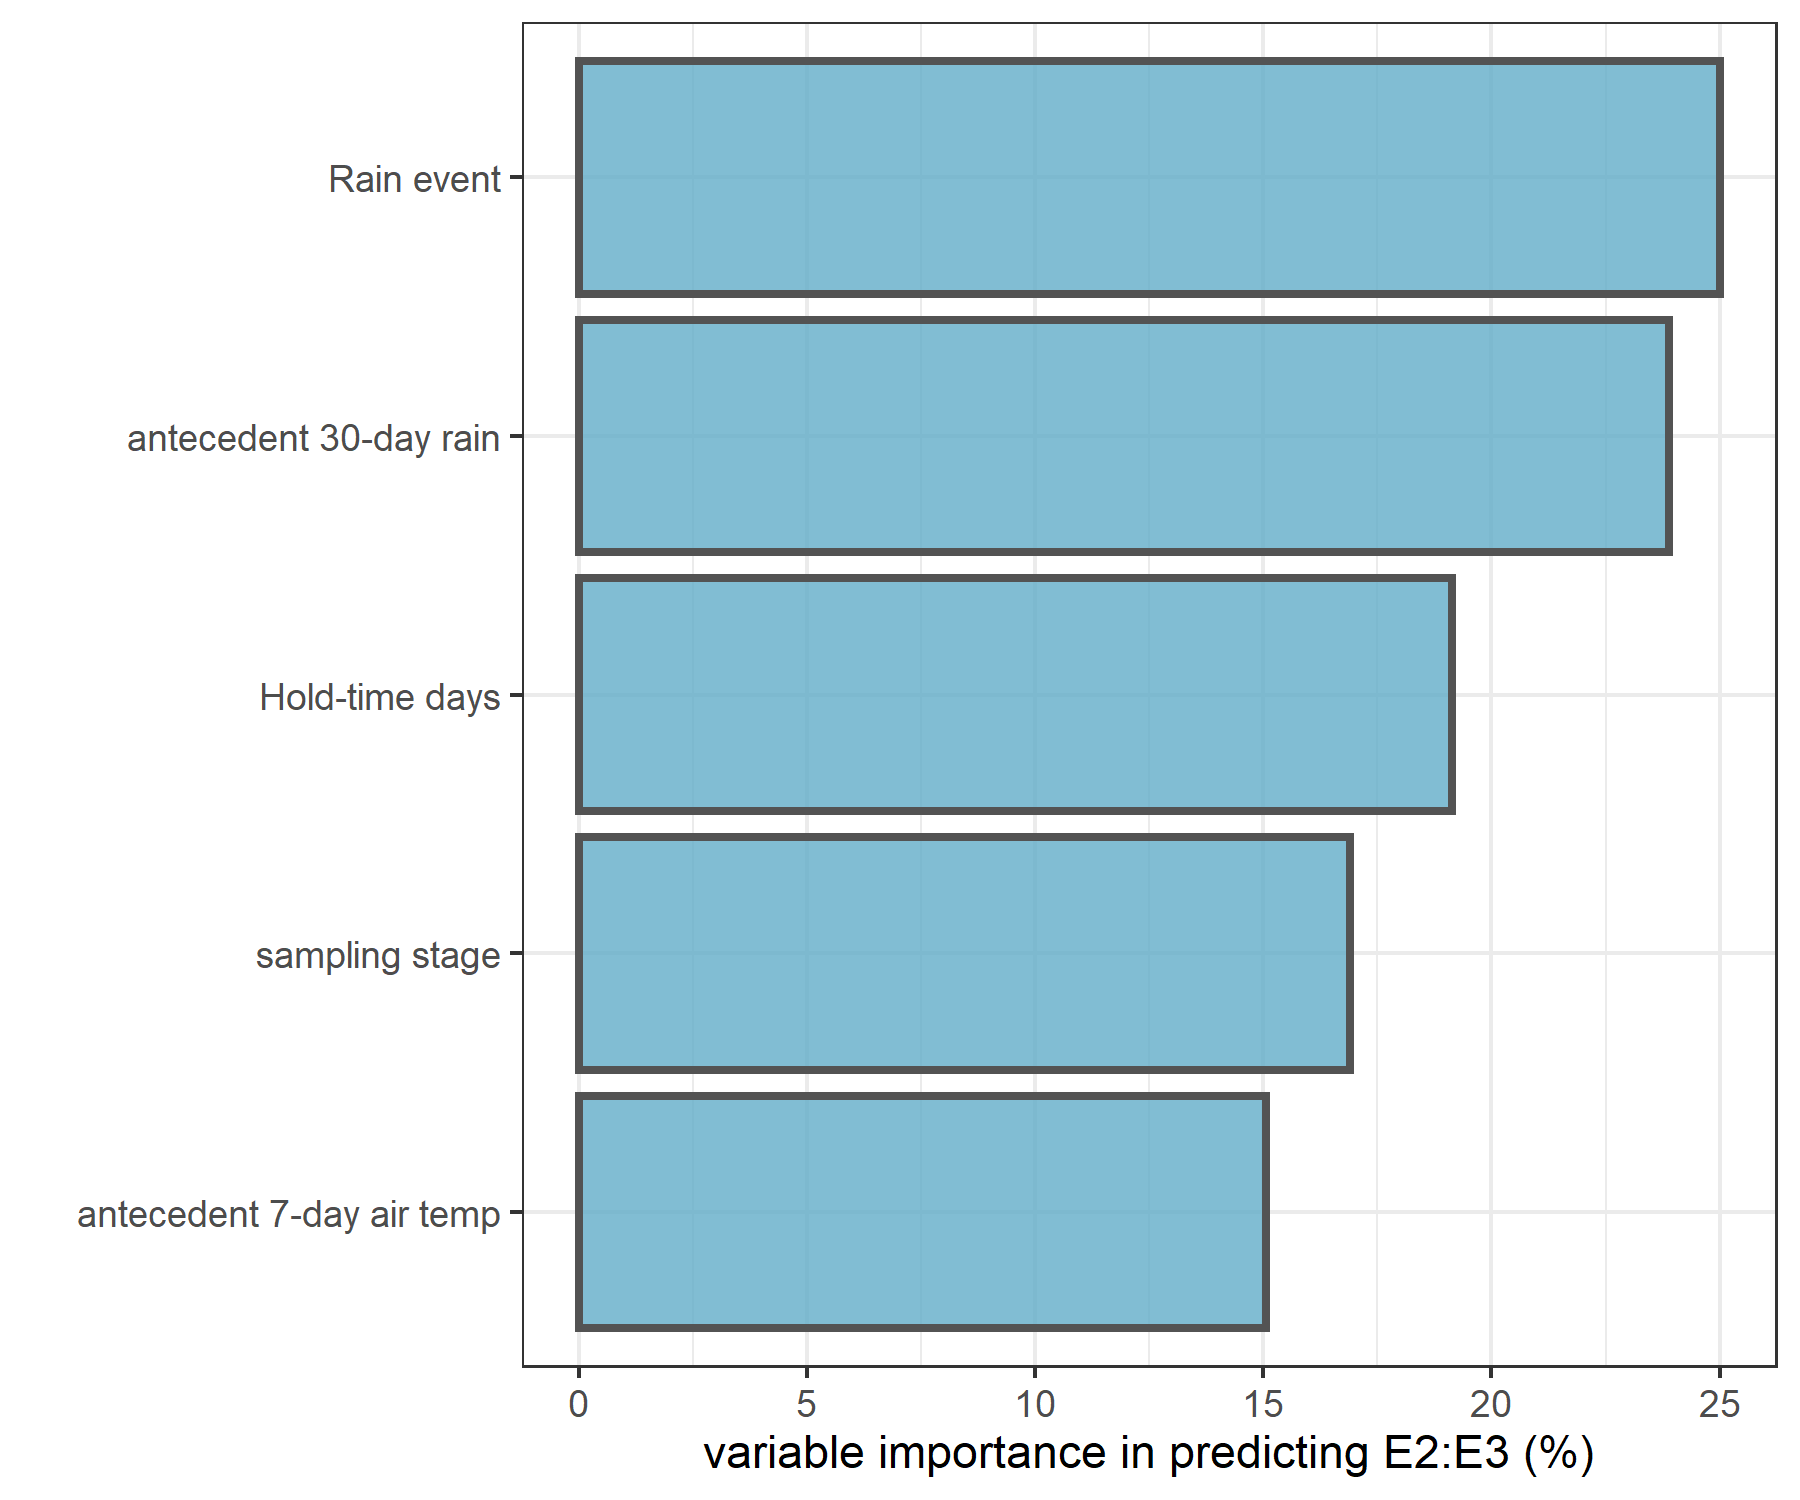 Rain event
antecedent 30-day rain
Hold-time days
sampling stage
antecedent 7-day air temp
0 5 10 15 20 25
variable importance in predicting E2:E3 (%)